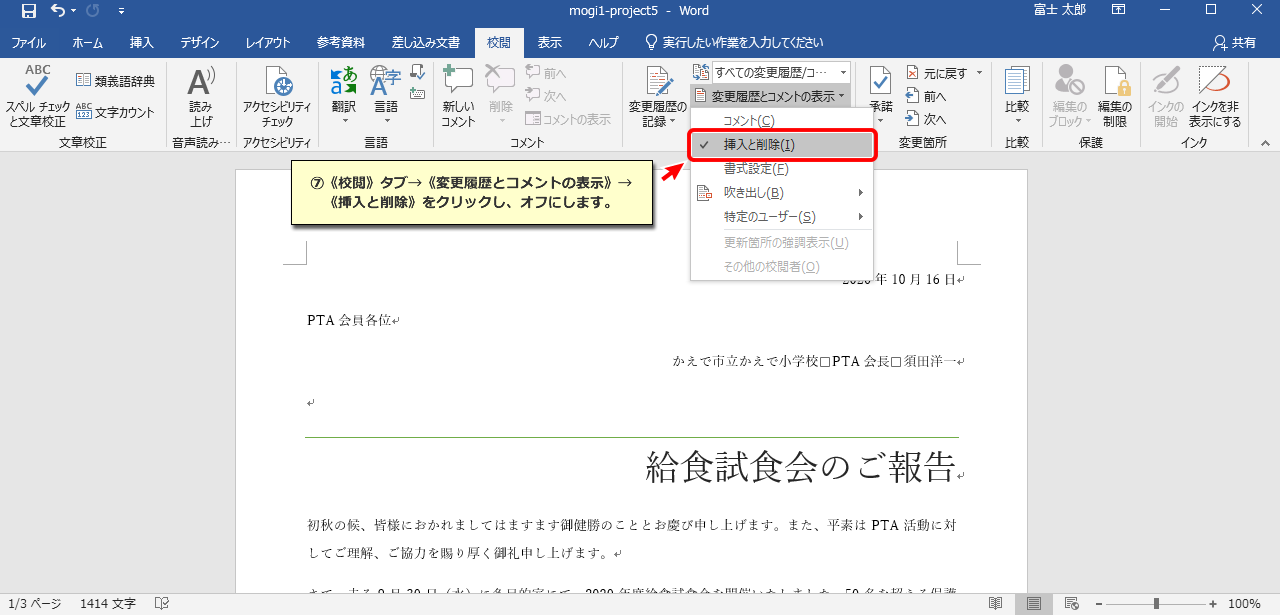 mogi1-project5 - Word
富士 太郎
ファイル ホーム 挿入 デザイン レイアウト 参考資料 差し込み文書 校閲 表示 ヘルプ 実行したい作業を入力してください 共有
ABC
スペル チェック
と文章校正
類義語辞典
ABC
123
文字カウント
文章校正
A
読み
上げ
音声読み…
アクセシビリティ
チェック
アクセシビリティ
あ
翻訳
字
A
言語
言語
新しい
コメント
削除
前へ
次へ
コメントの表示
コメント
変更履歴の
記録
すべての変更履歴/コ…
変更履歴とコメントの表示
コメント(C)
挿入と削除(I)
書式設定(F)
吹き出し(B)
特定のユーザー(S)
更新箇所の強調表示(U)
その他の校閲者(O)
承諾
元に戻す
前へ
次へ
変更箇所
比較
比較
編集の
ブロック
編集の
制限
保護
インクの
開始
インクを非
表示にする
インク
⑦《校閲》タブ→《変更履歴とコメントの表示》→
《挿入と削除》をクリックし、オフにします。
2020 年 10 月 16 日
PTA 会員各位
かえで市立かえで小学校□PTA 会長□須田洋一
給食試食会のご報告
初秋の候、皆様におかれましてはますます御健勝のこととお慶び申し上げます。また、平素は PTA 活動に対
してご理解、ご協力を賜り厚く御礼申し上げます。
1/3 ページ 1414 文字 100%